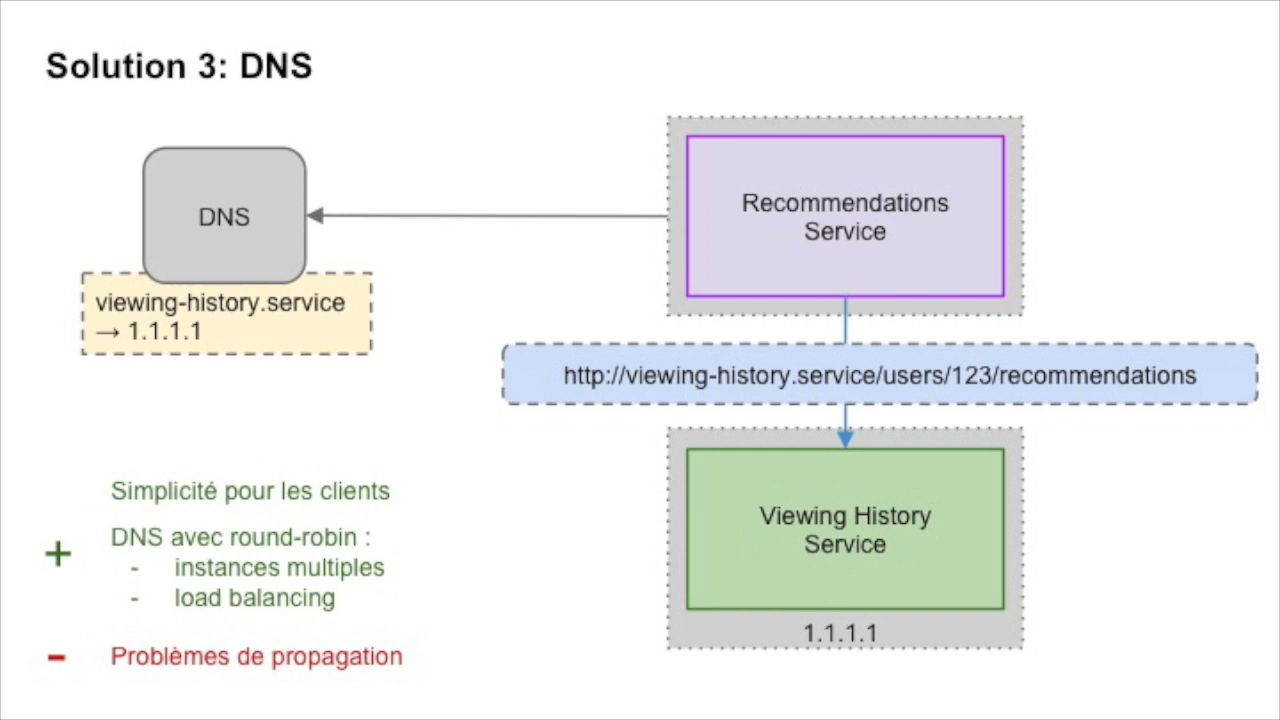 Solution 3: DNS
DNS
viewing-history.service
→ 1.1.1.1
Recommendations
Service
http://viewing-history.service/users/123/recommendations
Viewing History
Service
1.1.1.1
+
Simplicité pour les clients
DNS avec round-robin :
- instances multiples
- load balancing
- Problèmes de propagation